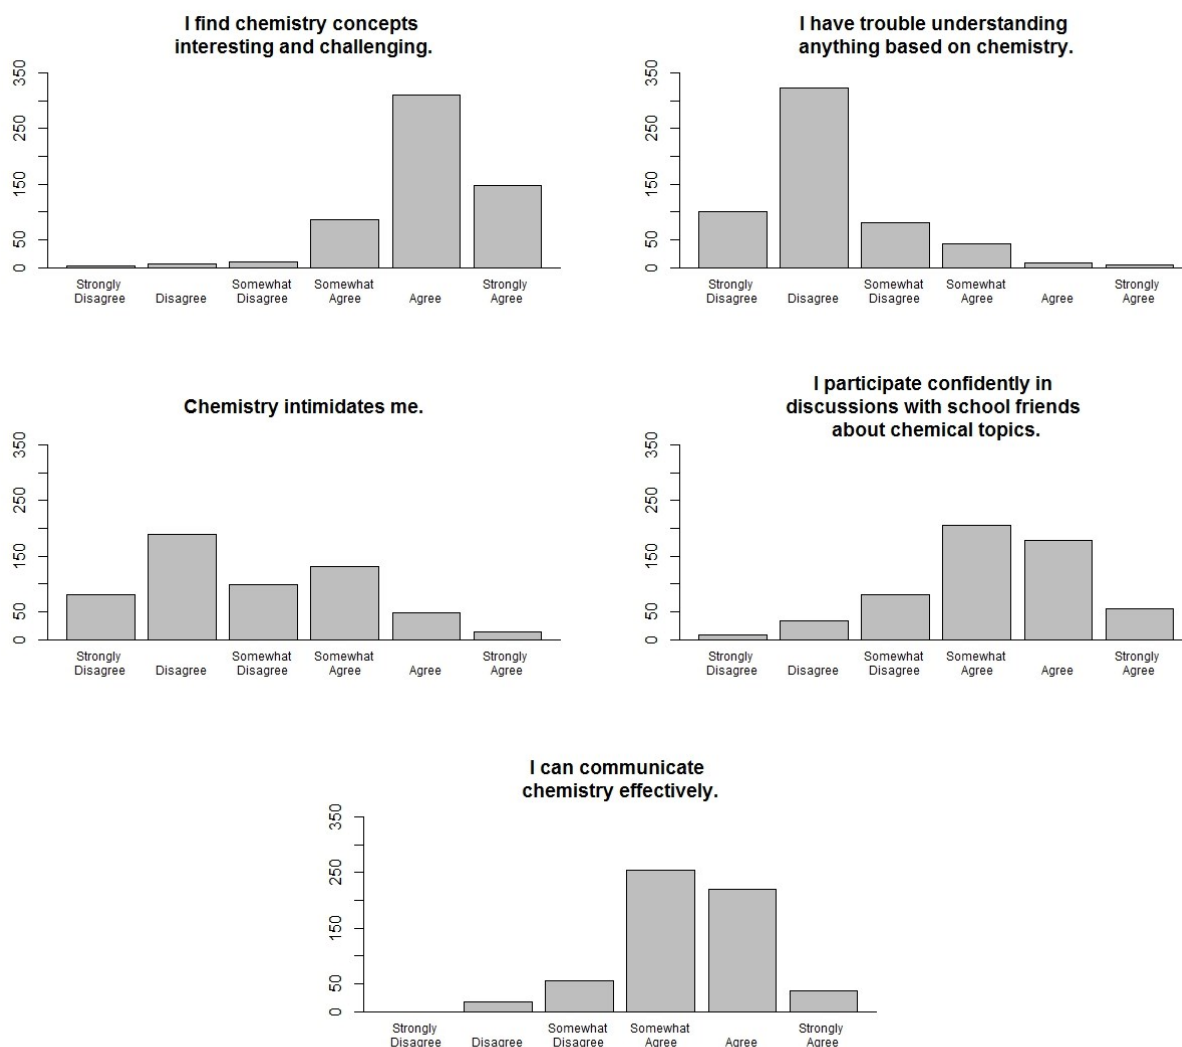 I find chemistry concepts
interesting and challenging.
350
250
150
50
0
Strongly Disagree
Disagree
Somewhat Disagree
Somewhat Agree
Agree
Strongly Agree
I have trouble understanding
anything based on chemistry.
350
250
150
50
0
Strongly Disagree
Disagree
Somewhat Disagree
Somewhat Agree
Agree
Strongly Agree
Chemistry intimidates me.
350
250
150
50
0
Strongly Disagree
Disagree
Somewhat Disagree
Somewhat Agree
Agree
Strongly Agree
I participate confidently in
discussions with school friends
about chemical topics.
350
250
150
50
0
Strongly Disagree
Disagree
Somewhat Disagree
Somewhat Agree
Agree
Strongly Agree
I can communicate
chemistry effectively.
350
250
150
50
0
Strongly Disagree
Disagree
Somewhat Disagree
Somewhat Agree
Agree
Strongly Agree